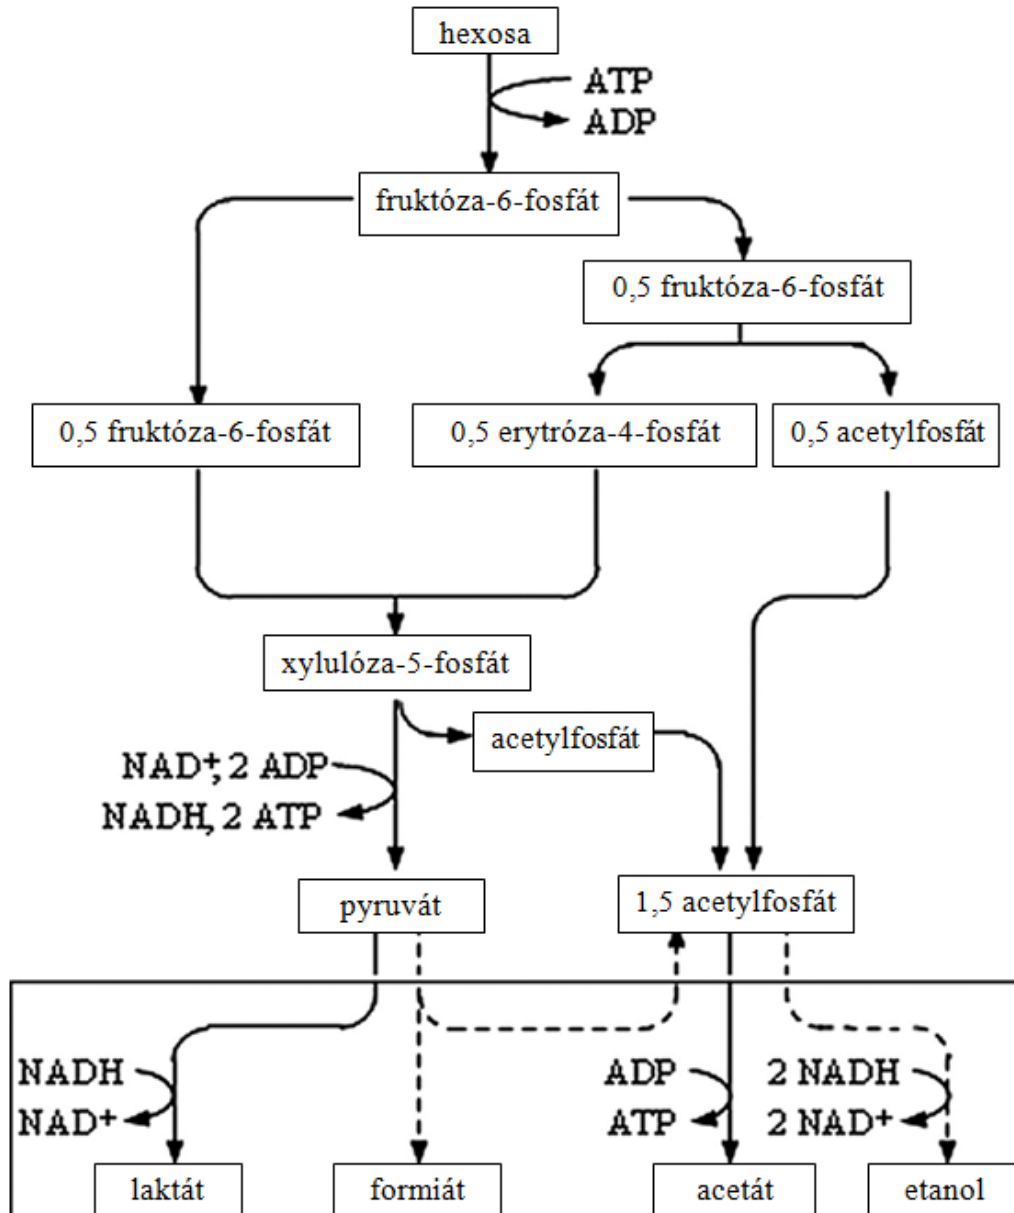 hexosa
ATP
ADP
fruktóza-6-fosfát
0,5 fruktóza-6-fosfát
0,5 fruktóza-6-fosfát
0,5 erytróza-4-fosfát
0,5 acetylfosfát
xylulóza-5-fosfát
acetylfosfát
NAD+, 2 ADP
NADH, 2 ATP
pyruvát
1,5 acetylfosfát
NADH
NAD+
ADP
ATP
2 NADH
2 NAD+
laktát
formiát
acetát
etanol